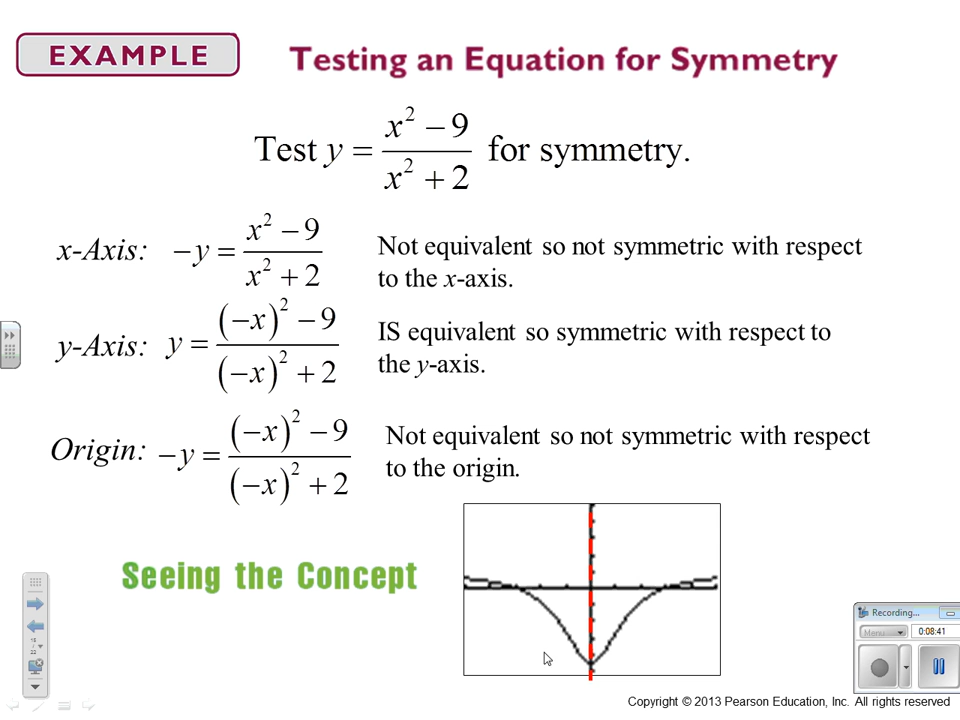 EXAMPLE
Testing an Equation for Symmetry
Test y = (x² − 9)/(x² + 2) for symmetry.
x-Axis: −y = (x² − 9)/(x² + 2)
Not equivalent so not symmetric with respect
to the x-axis.
y-Axis: y = ((−x)² − 9)/((−x)² + 2)
IS equivalent so symmetric with respect to
the y-axis.
Origin: −y = ((−x)² − 9)/((−x)² + 2)
Not equivalent so not symmetric with respect
to the origin.
Seeing the Concept
Recording...
Menu
0:08:41
Copyright © 2013 Pearson Education, Inc. All rights reserved